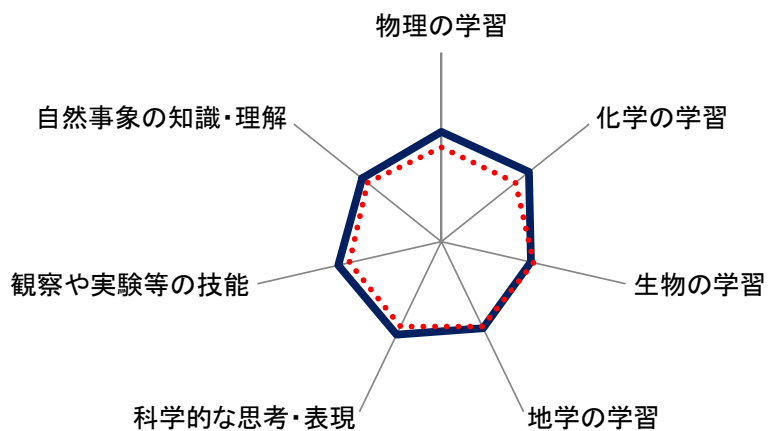 物理の学習
自然事象の知識・理解
化学の学習
観察や実験等の技能
生物の学習
科学的な思考・表現
地学の学習